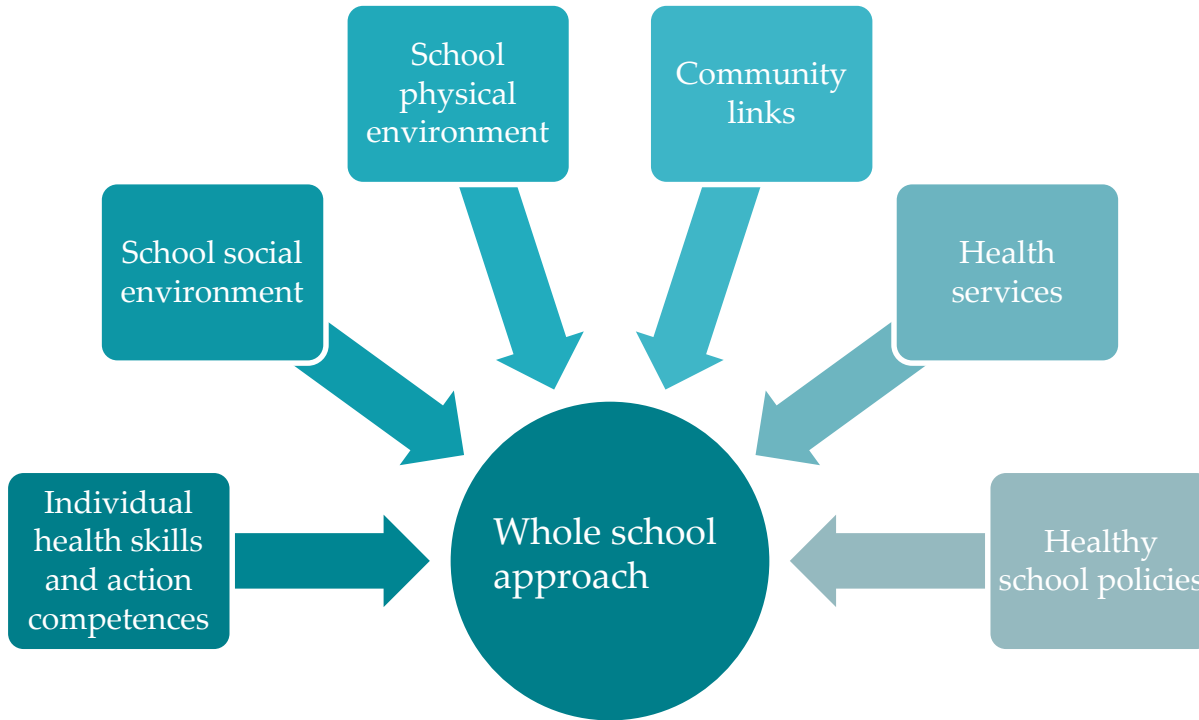 School
physical
environment
Community
links
School social
environment
Health
services
Individual
health skills
and action
competences
Whole school
approach
Healthy
school policies